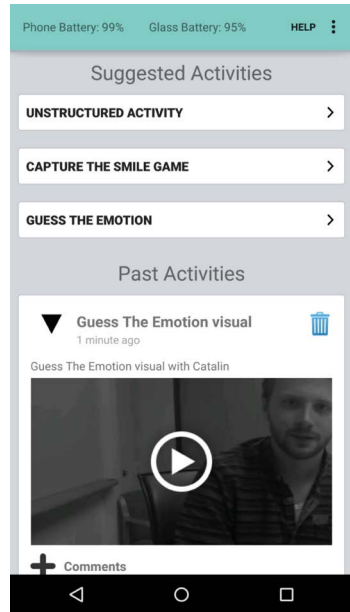 Phone Battery: 99% Glass Battery: 95% HELP
Suggested Activities
UNSTRUCTURED ACTIVITY
CAPTURE THE SMILE GAME
GUESS THE EMOTION
Past Activities
Guess The Emotion visual
1 minute ago
Guess The Emotion visual with Catalin
Comments